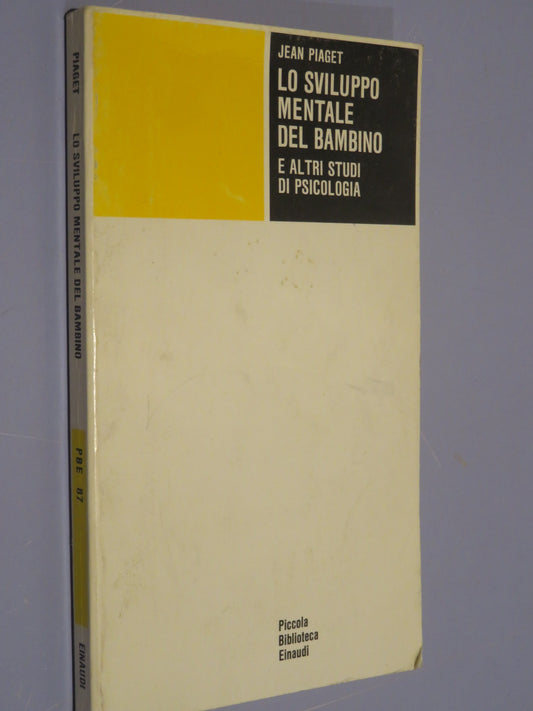 JEAN PIAGET
LO SVILUPPO
MENTALE
DEL BAMBINO
E ALTRI STUDI
DI PSICOLOGIA
Piccola
Biblioteca
Einaudi
PIAGET LO SVILUPPO MENTALE DEL BAMBINO
PBE 87
EINAUDI